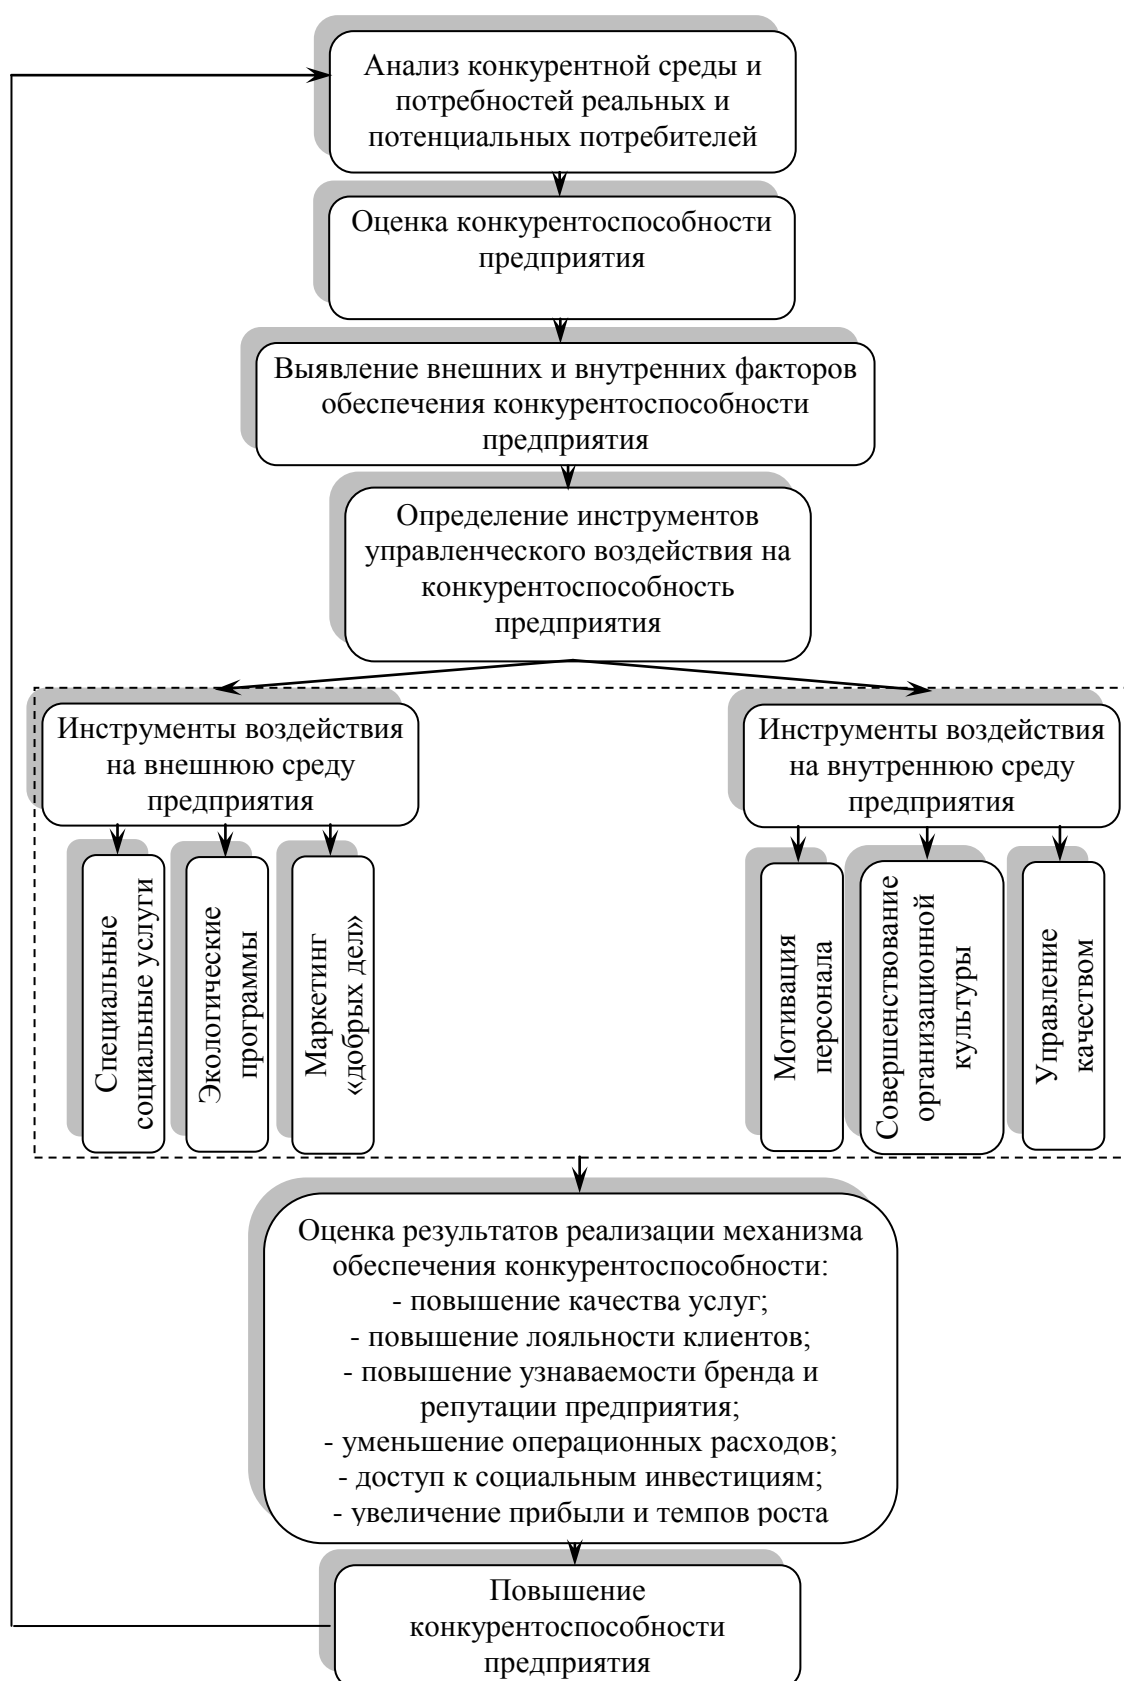 Анализ конкурентной среды и
потребностей реальных и
потенциальных потребителей
Оценка конкурентоспособности
предприятия
Выявление внешних и внутренних факторов
обеспечения конкурентоспособности
предприятия
Определение инструментов
управленческого воздействия на
конкурентоспособность
предприятия
Инструменты воздействия
на внешнюю среду
предприятия
Специальные
социальные услуги
Экологические
программы
Маркетинг
«добрых дел»
Инструменты воздействия
на внутреннюю среду
предприятия
Мотивация
персонала
Совершенствование
организационной
культуры
Управление
качеством
Оценка результатов реализации механизма
обеспечения конкурентоспособности:
- повышение качества услуг;
- повышение лояльности клиентов;
- повышение узнаваемости бренда и
репутации предприятия;
- уменьшение операционных расходов;
- доступ к социальным инвестициям;
- увеличение прибыли и темпов роста
Повышение
конкурентоспособности
предприятия